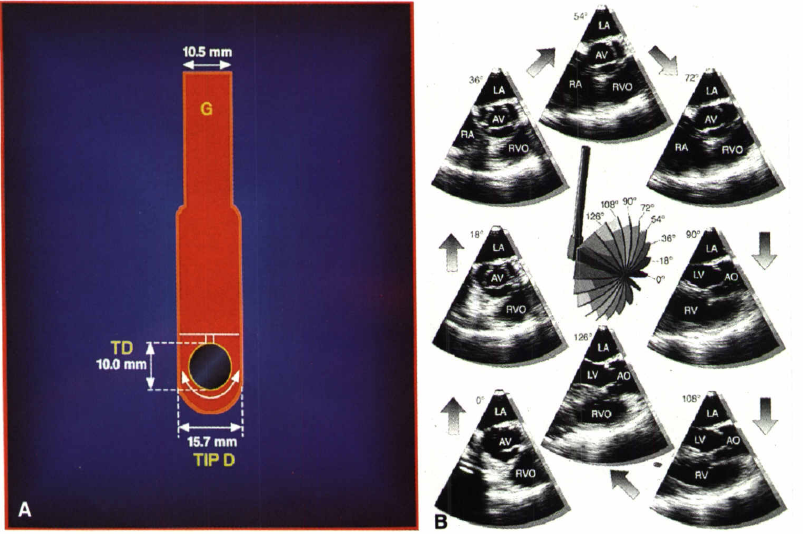 10.5 mm
G
TD
10.0 mm
15.7 mm
TIP D
A
54°
LA
AV
RA
RVO
36°
LA
AV
RA
RVO
72°
LA
AV
RA
RVO
126°
108°
90°
72°
54°
36°
18°
0°
18°
LA
AV
RVO
90°
LA
LV
AO
RV
126°
LA
LV
AO
RVO
0°
LA
AV
RVO
108°
LA
LV
AO
RV
B